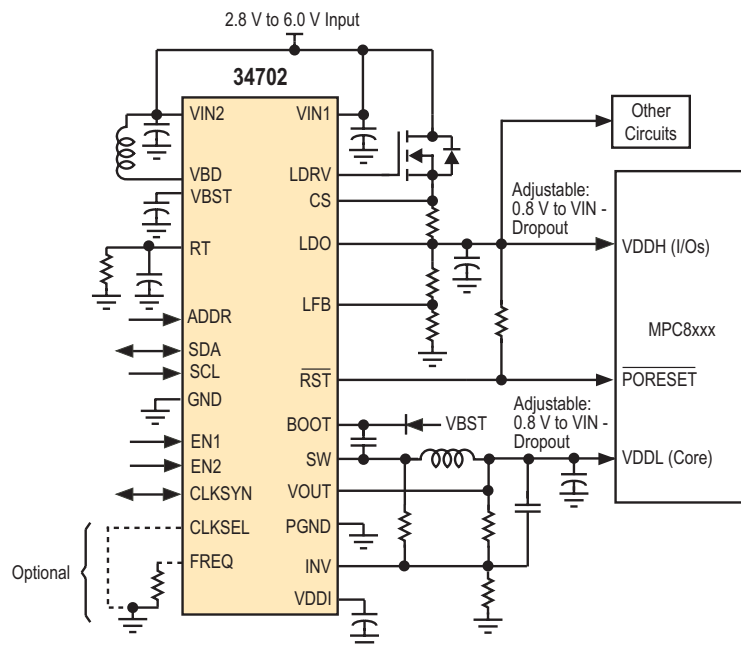 2.8 V to 6.0 V Input
34702
VIN2
VIN1
VBD
LDRV
VBST
CS
RT
LDO
LFB
ADDR
SDA
SCL
RST
GND
BOOT
VBST
EN1
SW
EN2
VOUT
CLKSYN
CLKSEL
PGND
FREQ
INV
VDDI
Optional
Other
Circuits
Adjustable:
0.8 V to VIN -
Dropout
VDDH (I/Os)
MPC8xxx
PORESET
Adjustable:
0.8 V to VIN -
Dropout
VDDL (Core)